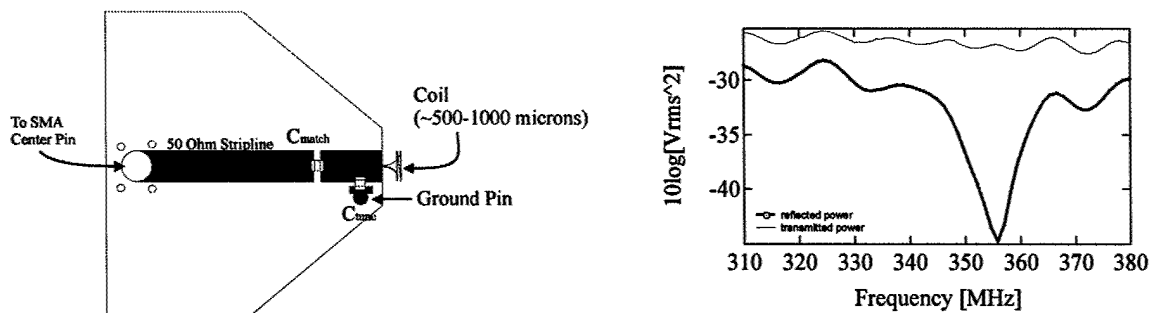 To SMA
Center Pin
50 Ohm Stripline
Cmatch
Coil
(~500-1000 microns)
Ground Pin
Ctune
10log[Vrms^2]
-30
-35
-40
reflected power
transmitted power
310 320 330 340 350 360 370 380
Frequency [MHz]